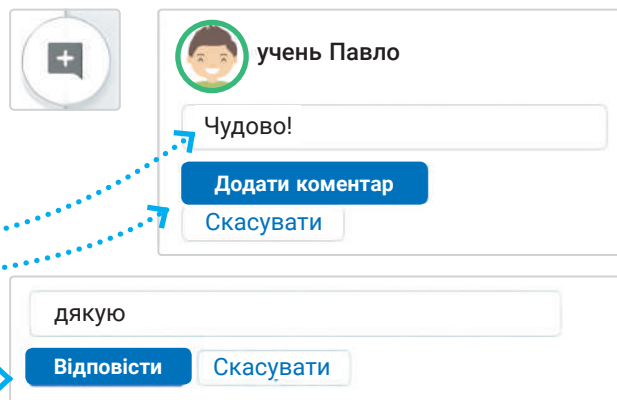 учень Павло
Чудово!
Додати коментар
Скасувати
дякую
Відповісти Скасувати